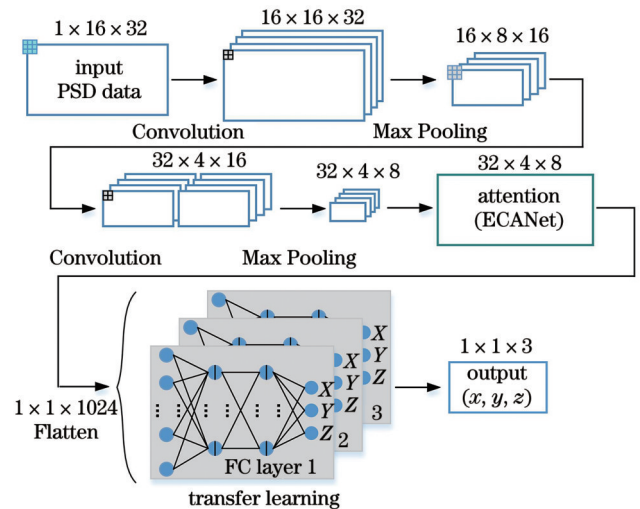 1 × 16 × 32
16 × 16 × 32
16 × 8 × 16
input
PSD data
Convolution
Max Pooling
32 × 4 × 16
32 × 4 × 8
32 × 4 × 8
attention
(ECANet)
Convolution
Max Pooling
1 × 1 × 1024
Flatten
X
Y
Z
3
X
Y
Z
2
X
Y
Z
FC layer 1
transfer learning
1 × 1 × 3
output
(x, y, z)